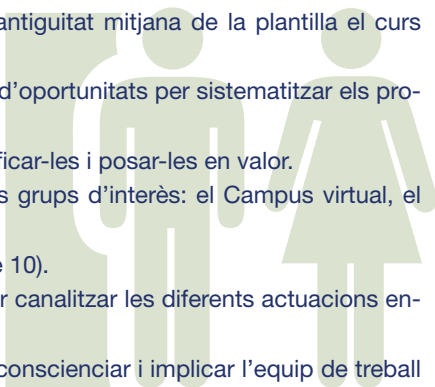 antiguitat mitjana de la plantilla el curs
d’oportunitats per sistematitzar els pro-
ficar-les i posar-les en valor.
s grups d’interès: el Campus virtual, el
e 10).
r canalitzar les diferents actuacions en-
conscienciar i implicar l’equip de treball